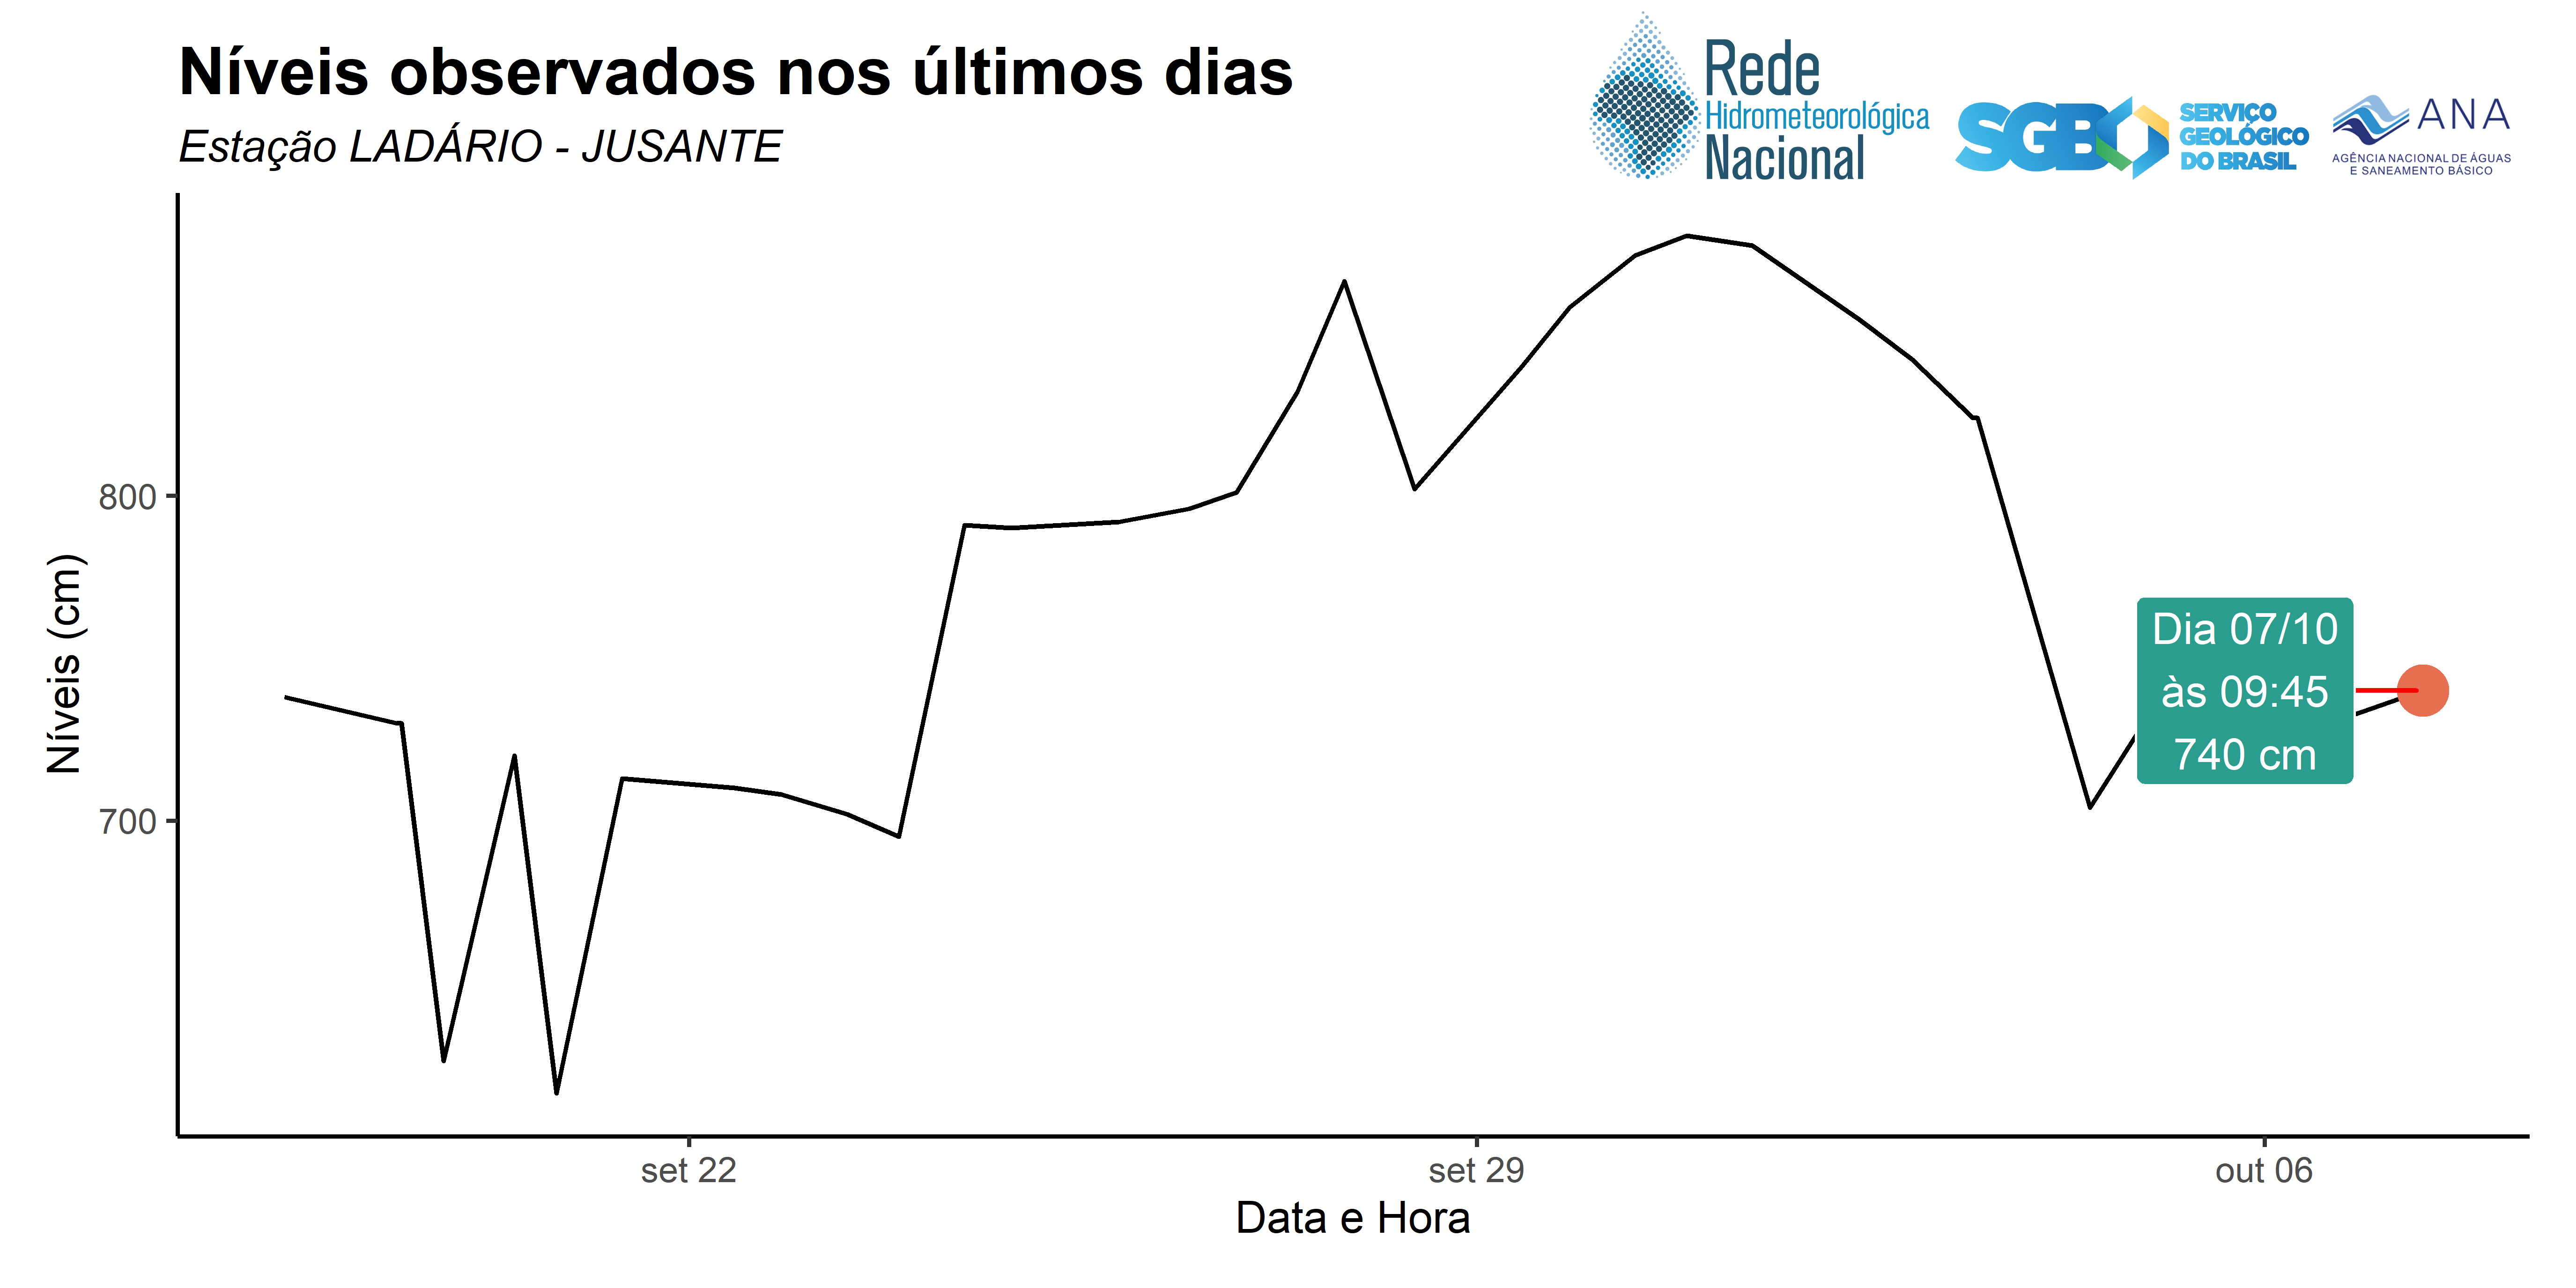 Níveis observados nos últimos dias
Estação LADÁRIO - JUSANTE
Rede
Hidrometeorológica
Nacional
SGB
SERVIÇO
GEOLÓGICO
DO BRASIL
ANA
AGÊNCIA NACIONAL DE ÁGUAS
E SANEAMENTO BÁSICO
Níveis (cm)
800
700
Dia 07/10
às 09:45
740 cm
set 22
set 29
out 06
Data e Hora